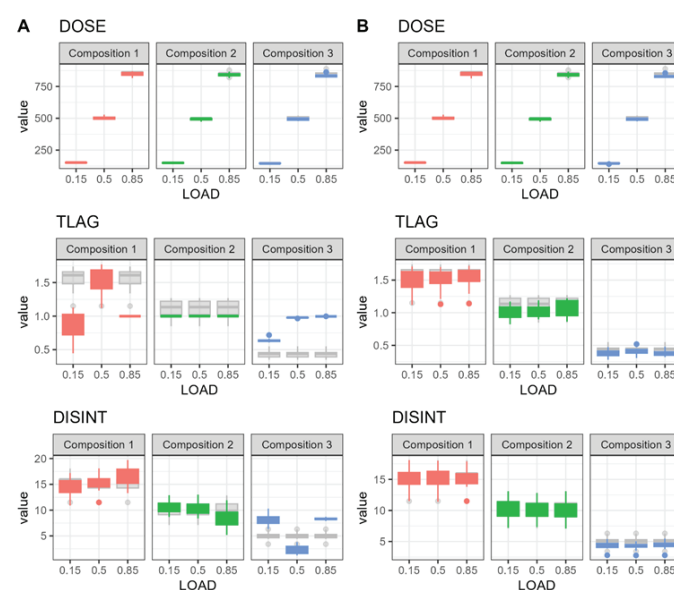 A B
DOSE DOSE
Composition 1 Composition 2 Composition 3 Composition 1 Composition 2 Composition 3
750 750
500 500
250 250
value value
0.15 0.5 0.85 0.15 0.5 0.85 0.15 0.5 0.85 0.15 0.5 0.85 0.15 0.5 0.85 0.15 0.5 0.85
LOAD LOAD
TLAG TLAG
Composition 1 Composition 2 Composition 3 Composition 1 Composition 2 Composition 3
1.5 1.5
1.0 1.0
0.5 0.5
value value
0.15 0.5 0.85 0.15 0.5 0.85 0.15 0.5 0.85 0.15 0.5 0.85 0.15 0.5 0.85 0.15 0.5 0.85
LOAD LOAD
DISINT DISINT
Composition 1 Composition 2 Composition 3 Composition 1 Composition 2 Composition 3
20
15 15
10 10
5 5
value value
0.15 0.5 0.85 0.15 0.5 0.85 0.15 0.5 0.85 0.15 0.5 0.85 0.15 0.5 0.85 0.15 0.5 0.85
LOAD LOAD